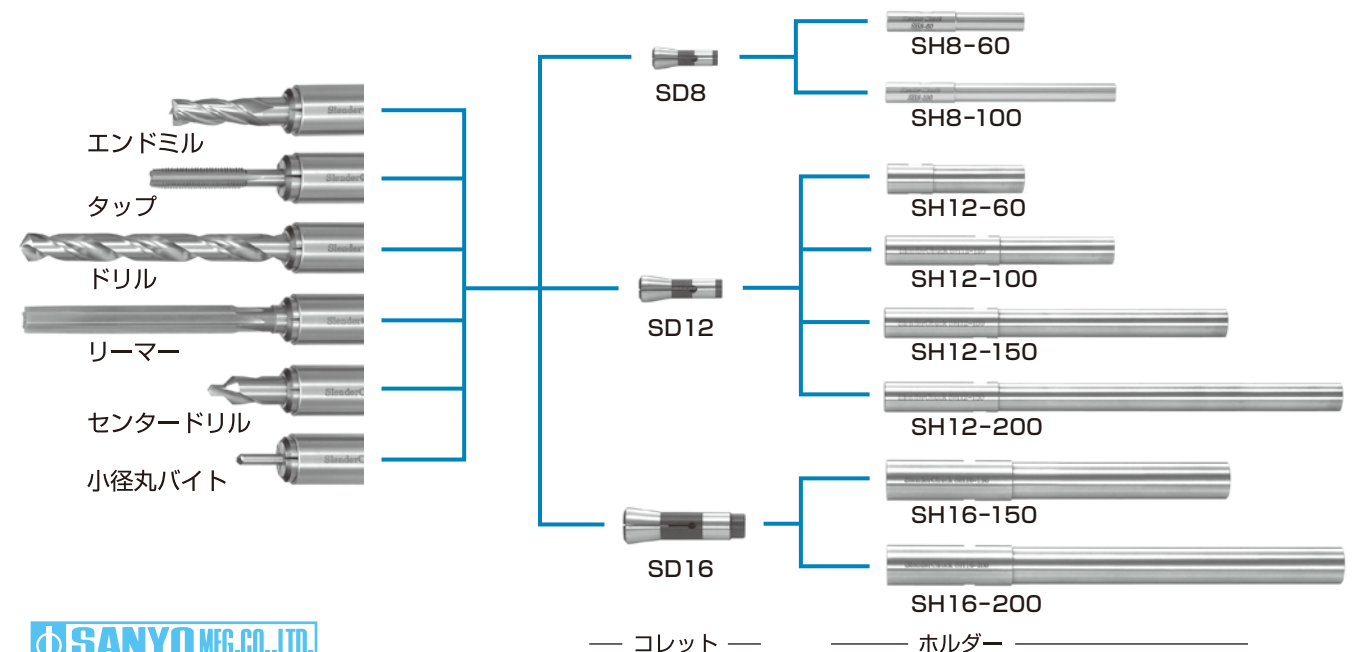 エンドミル
タップ
ドリル
リーマー
センタードリル
小径丸バイト
SD8
SD12
SD16
SH8-60
SH8-100
SH12-60
SH12-100
SH12-150
SH12-200
SH16-150
SH16-200
コレット
ホルダー
SANYO MFG.CO.,LTD.